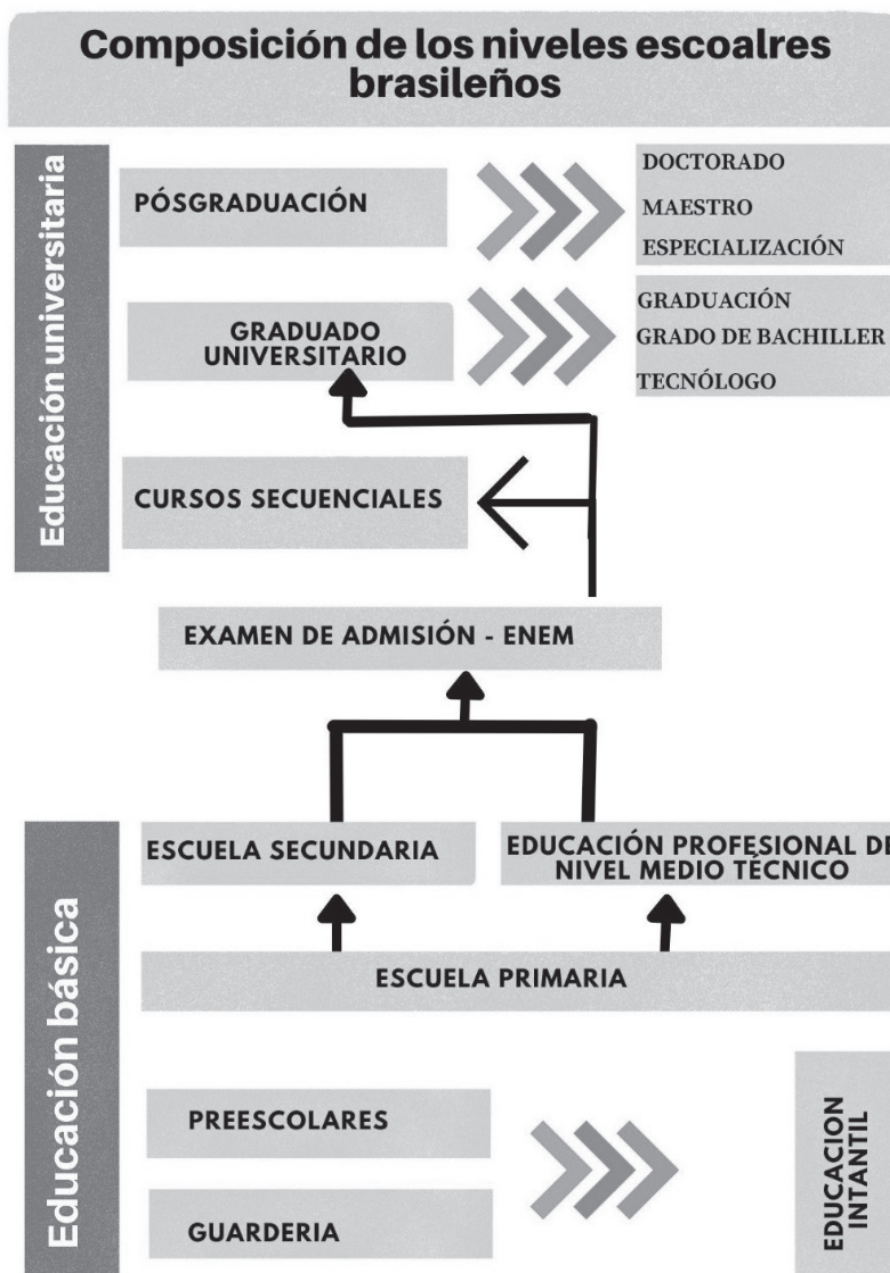 Composición de los niveles escoalres
brasileños
Educación universitaria
PÓSGRADUACIÓN
DOCTORADO
MAESTRO
ESPECIALIZACIÓN
GRADUADO
UNIVERSITARIO
GRADUACIÓN
GRADO DE BACHILLER
TECNÓLOGO
CURSOS SECUENCIALES
EXAMEN DE ADMISIÓN - ENEM
Educación básica
ESCUELA SECUNDARIA
EDUCACIÓN PROFESIONAL DE
NIVEL MEDIO TÉCNICO
ESCUELA PRIMARIA
PREESCOLARES
GUARDERIA
EDUCACION
INTANTIL